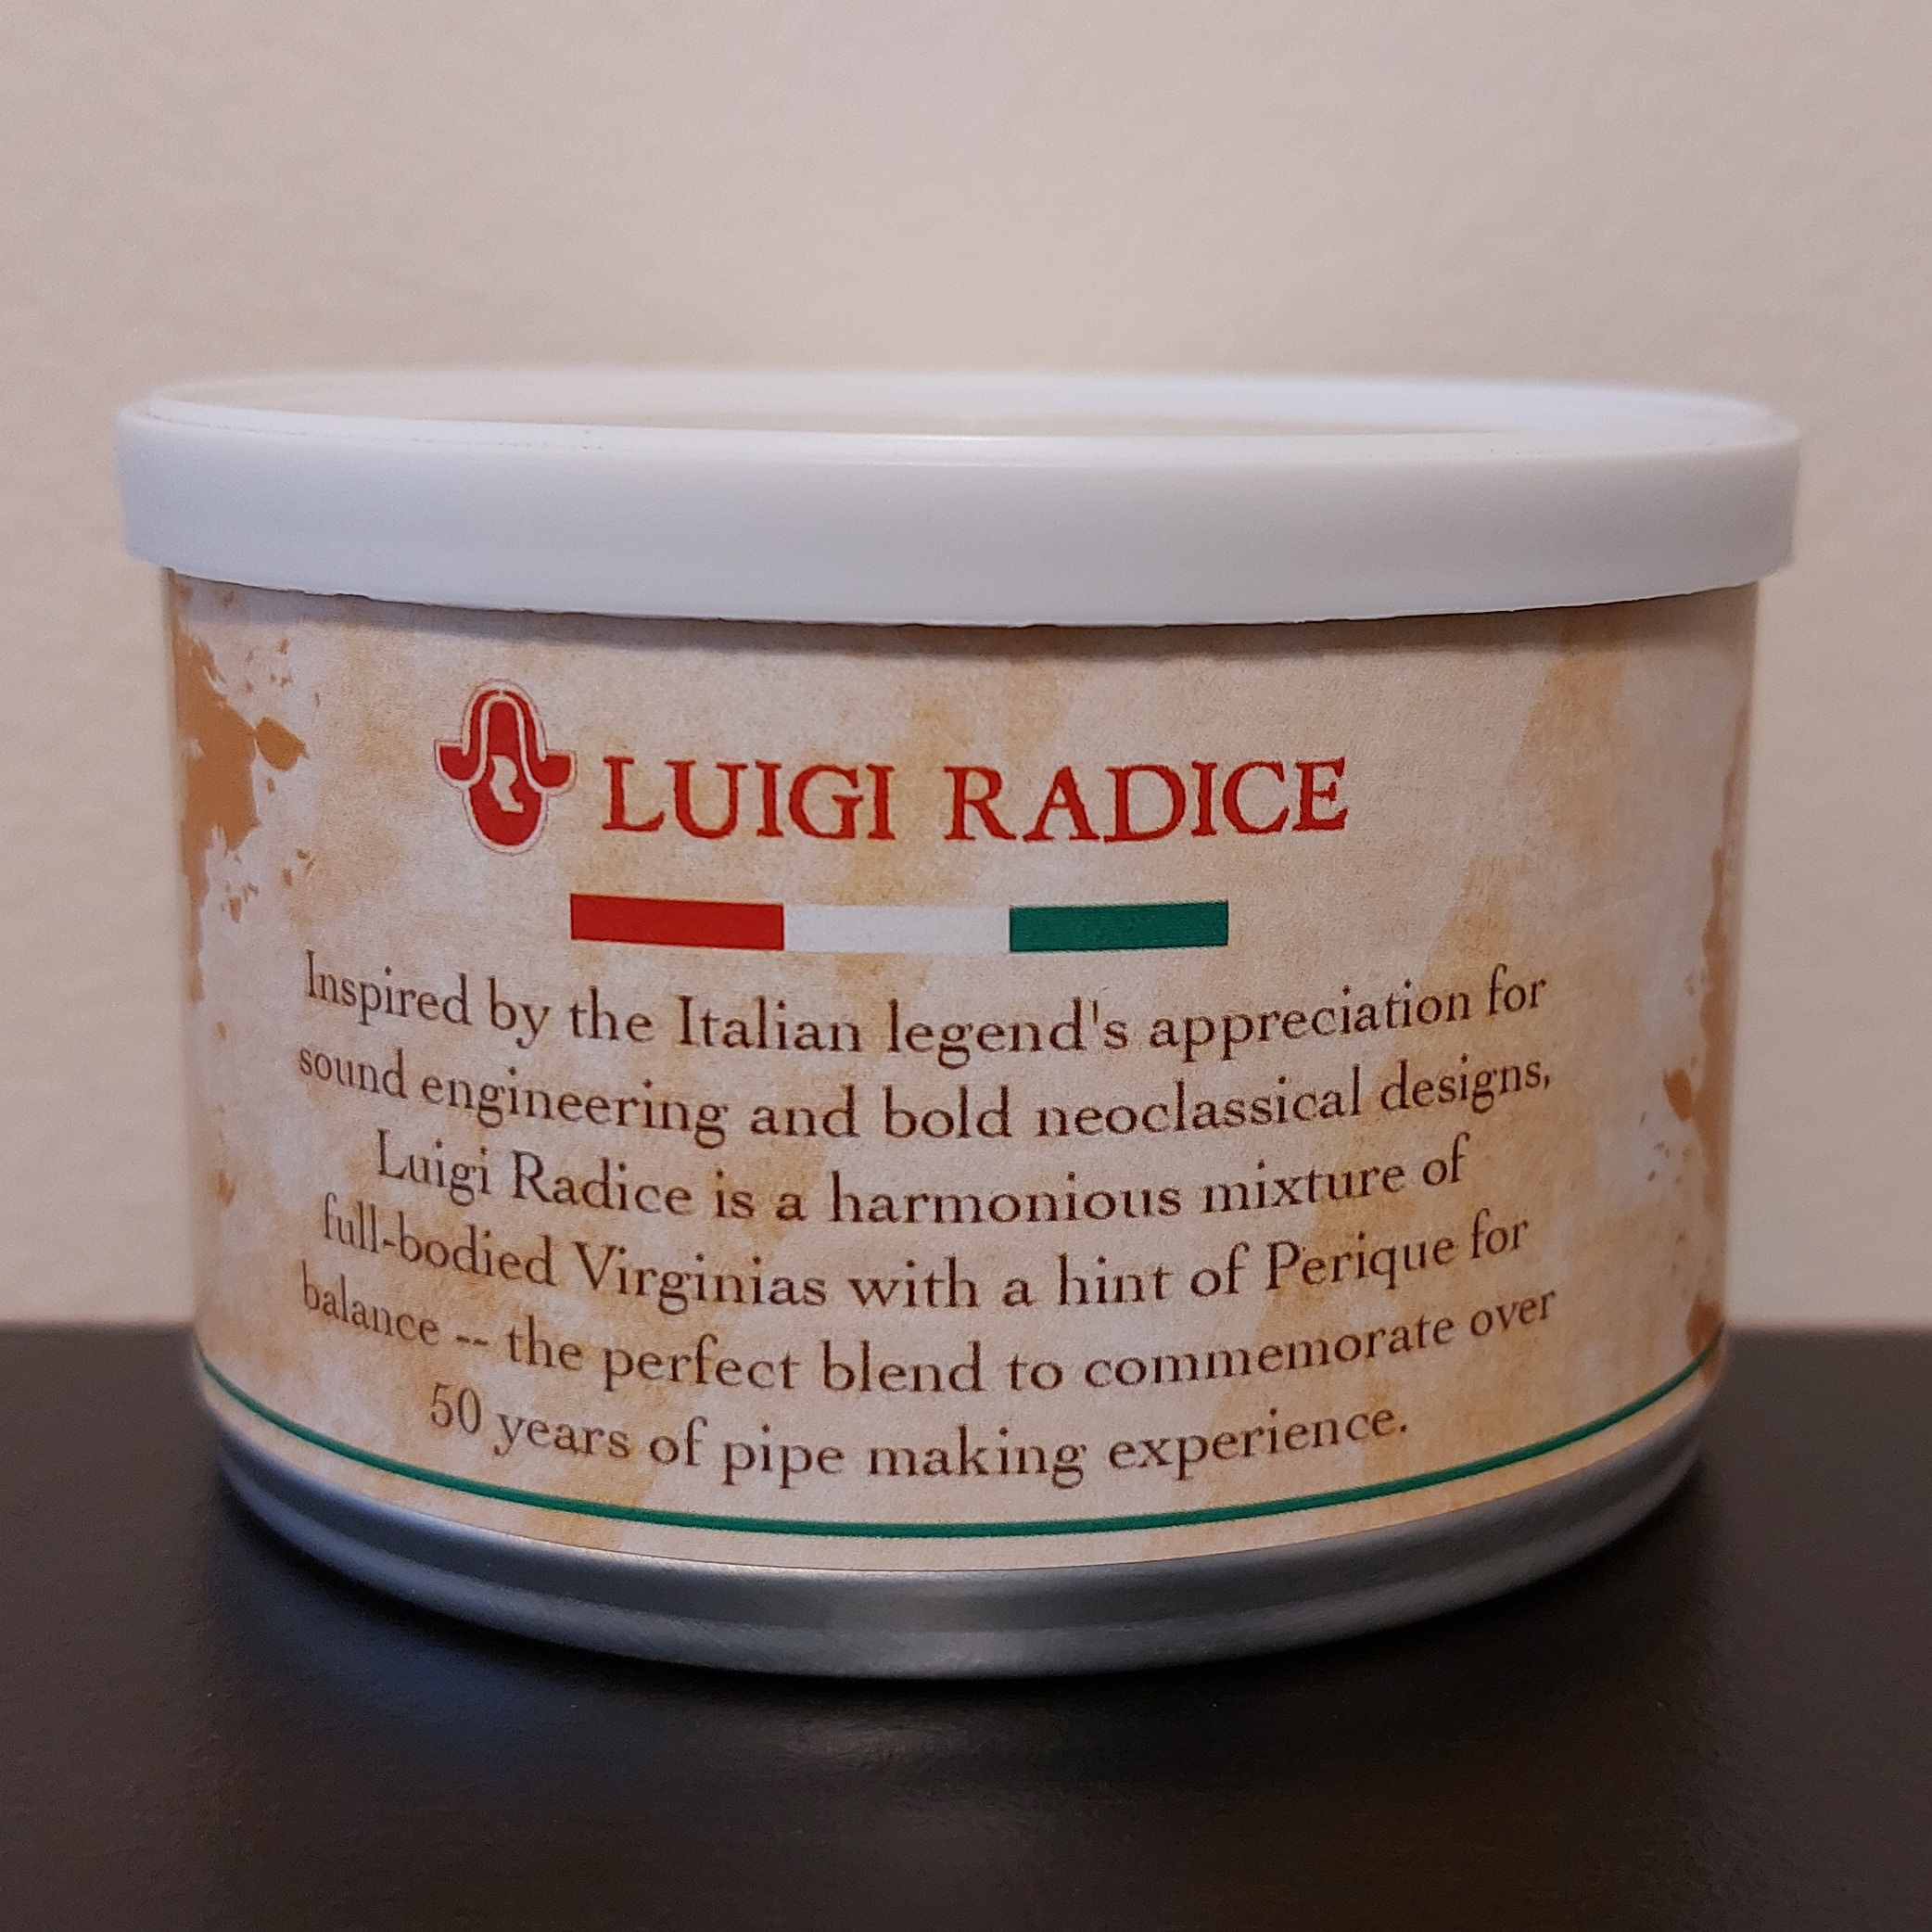 LUIGI RADICE
Inspired by the Italian legend's appreciation for
sound engineering and bold neoclassical designs,
Luigi Radice is a harmonious mixture of
full-bodied Virginias with a hint of Perique for
balance -- the perfect blend to commemorate over
50 years of pipe making experience.